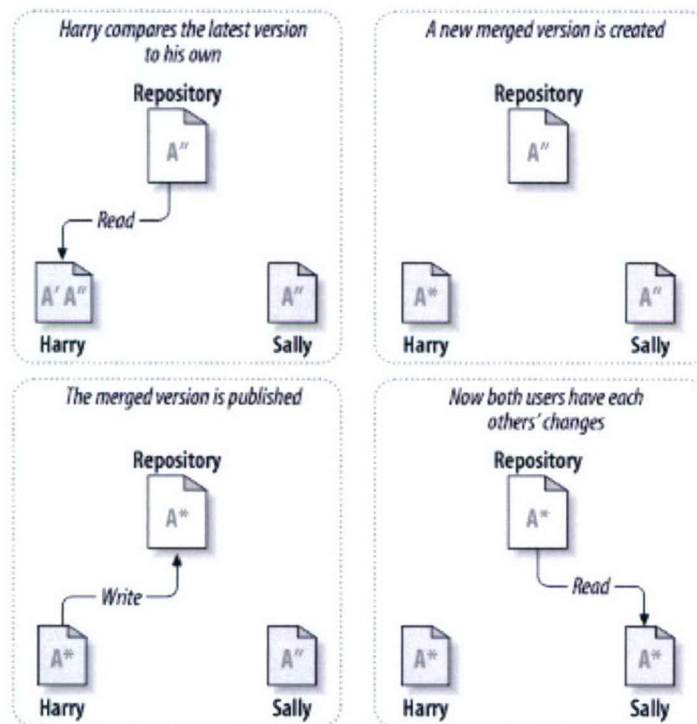 Harry compares the latest version
to his own
Repository
A"
Read
A' A"
A"
Harry
Sally
A new merged version is created
Repository
A"
A*
A"
Harry
Sally
The merged version is published
Repository
A*
Write
A*
A"
Harry
Sally
Now both users have each
others' changes
Repository
A*
Read
A*
A*
Harry
Sally